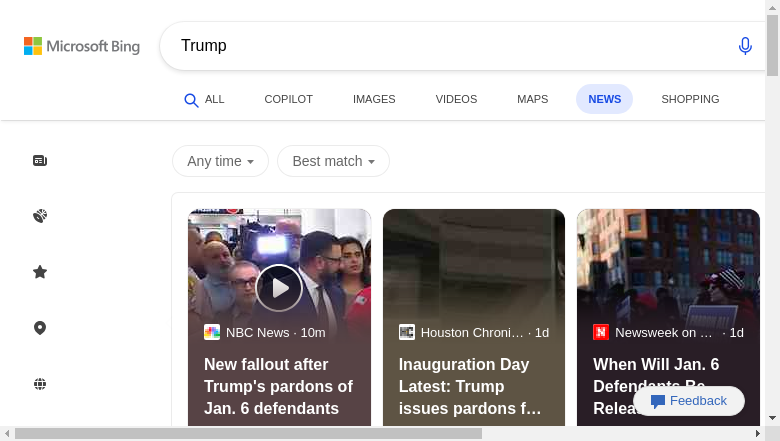 Microsoft Bing
Trump
ALL COPILOT IMAGES VIDEOS MAPS NEWS SHOPPING
Any time Best match
NBC News · 10m
New fallout after
Trump's pardons of
Jan. 6 defendants
Houston Chroni… · 1d
Inauguration Day
Latest: Trump
issues pardons f…
Newsweek on … · 1d
When Will Jan. 6
Defendants Be
Feedback